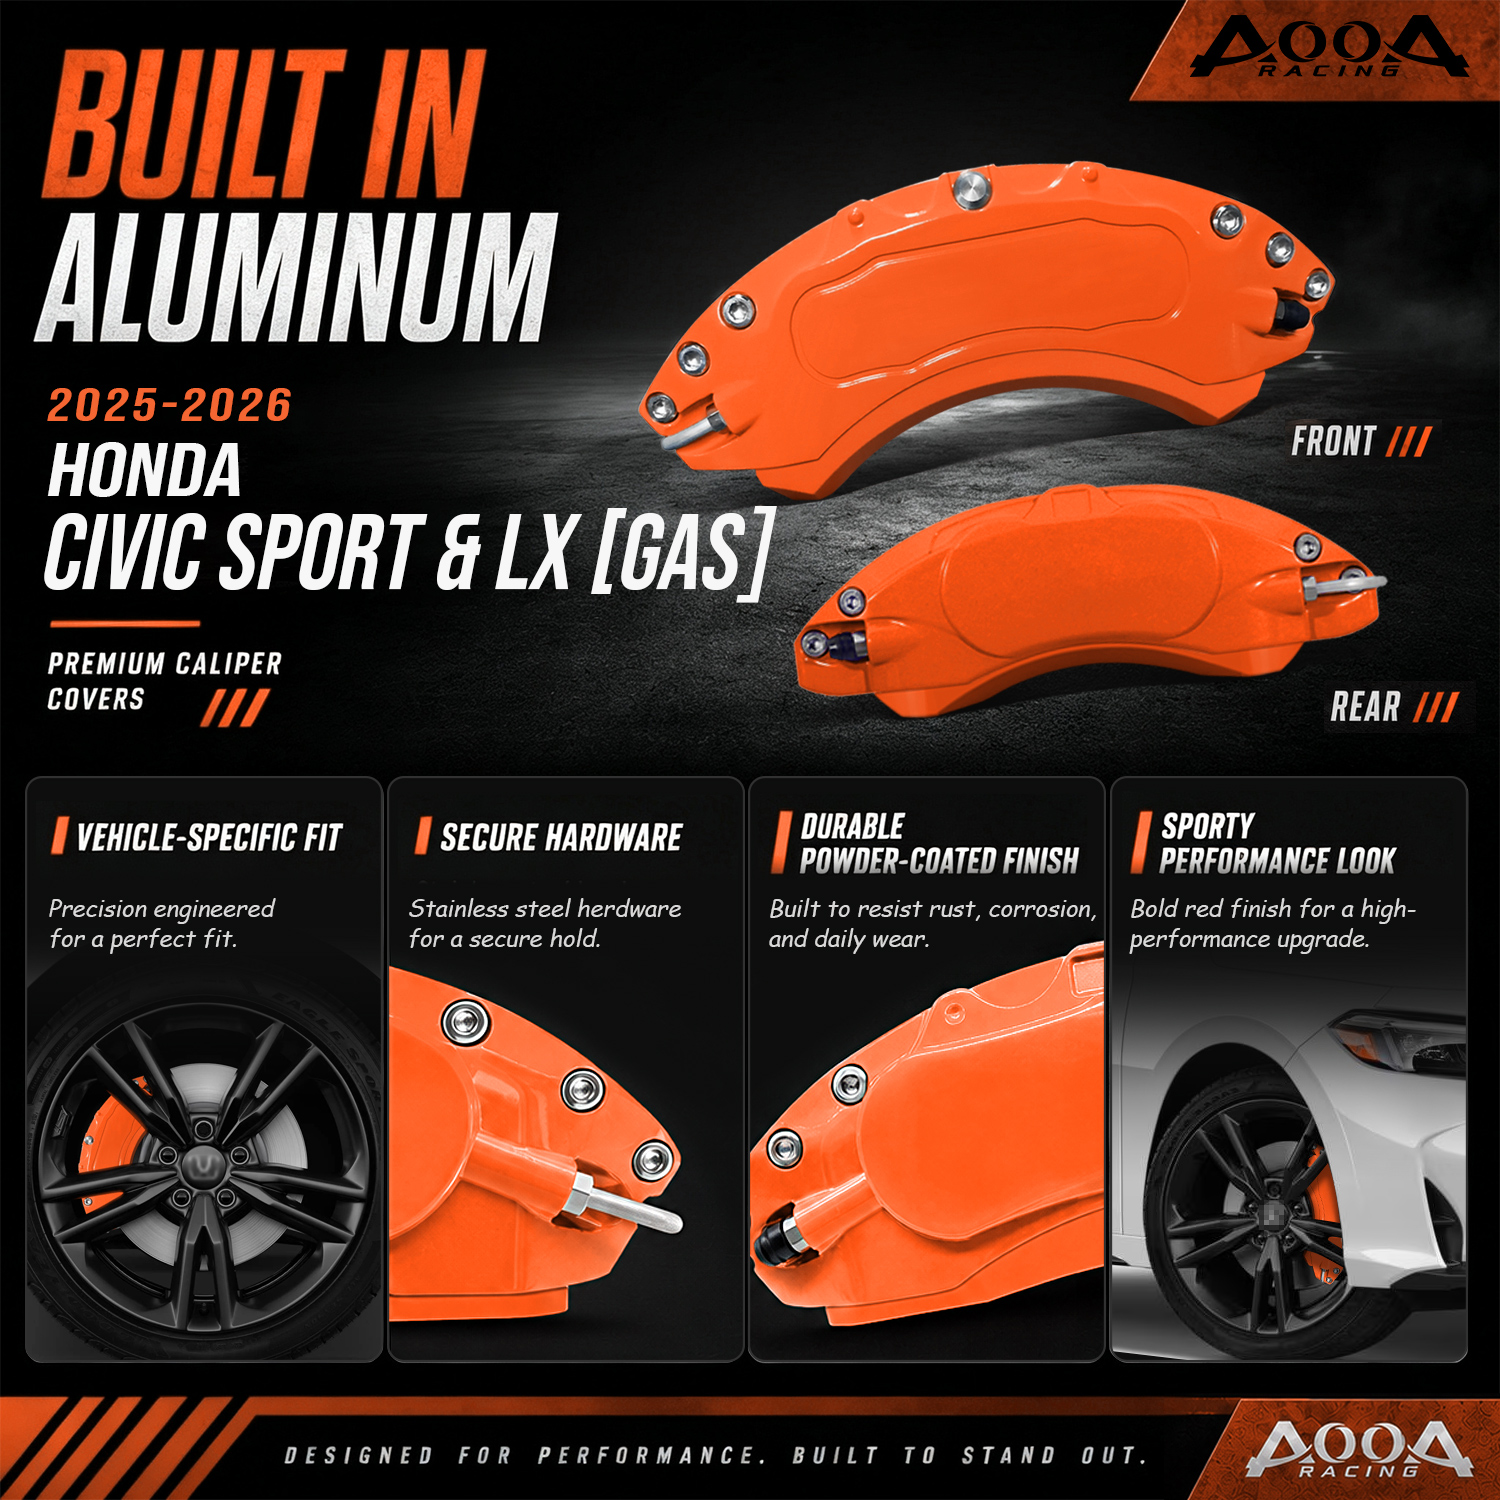 AOOA
RACING
BUILT IN
ALUMINUM
2025-2026
HONDA
CIVIC SPORT & LX [GAS]
PREMIUM CALIPER
COVERS
FRONT
REAR
VEHICLE-SPECIFIC FIT
Precision engineered
for a perfect fit.
SECURE HARDWARE
Stainless steel herdware
for a secure hold.
DURABLE
POWDER-COATED FINISH
Built to resist rust, corrosion,
and daily wear.
SPORTY
PERFORMANCE LOOK
Bold red finish for a high-
performance upgrade.
DESIGNED FOR PERFORMANCE. BUILT TO STAND OUT.
AOOA
RACING